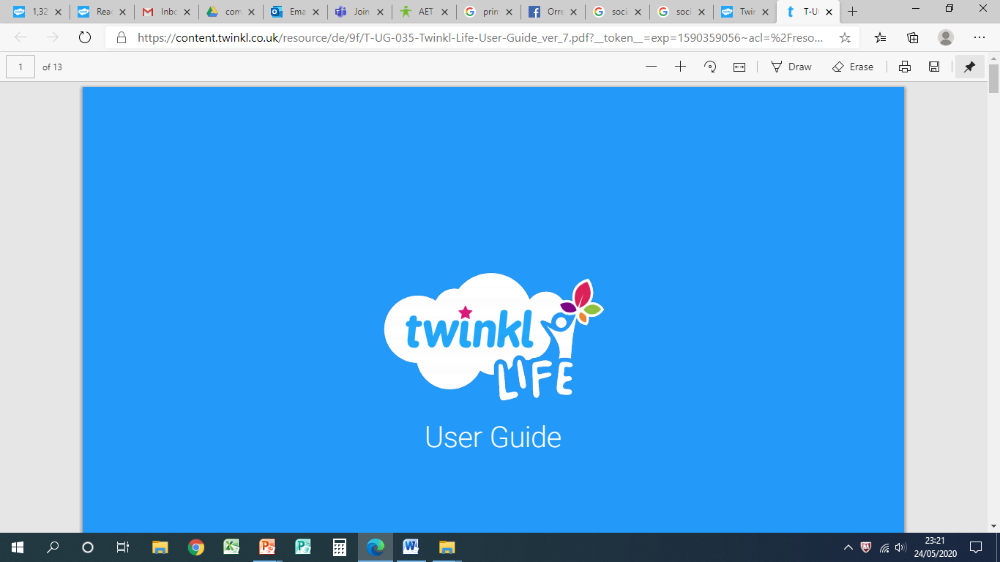 1,32
Rea
Inbo
com
Ema
Join
AET
prim
Orre
soci
soci
Twin
T-U
https://content.twinkl.co.uk/resource/de/9f/T-UG-035-Twinkl-Life-User-Guide_ver_7.pdf?__token__=exp=1590359056~acl=%2Freso...
1 of 13
Draw
Erase
twinkl
LIFE
User Guide
23:21
24/05/2020